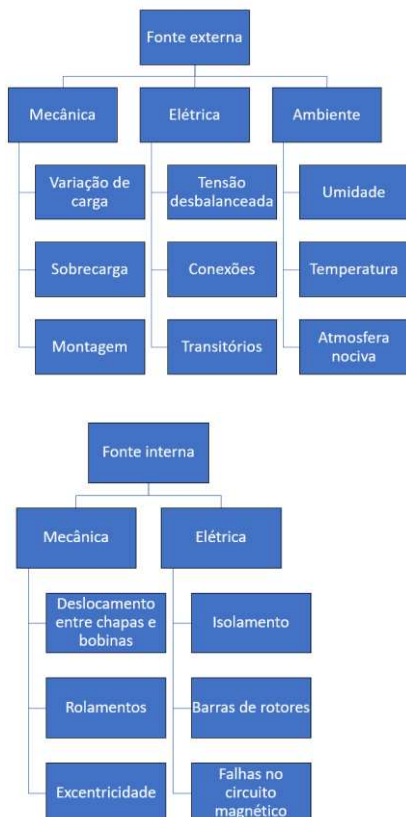 Fonte externa
Mecânica
Elétrica
Ambiente
Variação de
carga
Tensão
desbalanceada
Umidade
Sobrecarga
Conexões
Temperatura
Montagem
Transitórios
Atmosfera
nociva
Fonte interna
Mecânica
Elétrica
Deslocamento
entre chapas e
bobinas
Isolamento
Rolamentos
Barras de rotores
Excentricidade
Falhas no
circuito
magnético